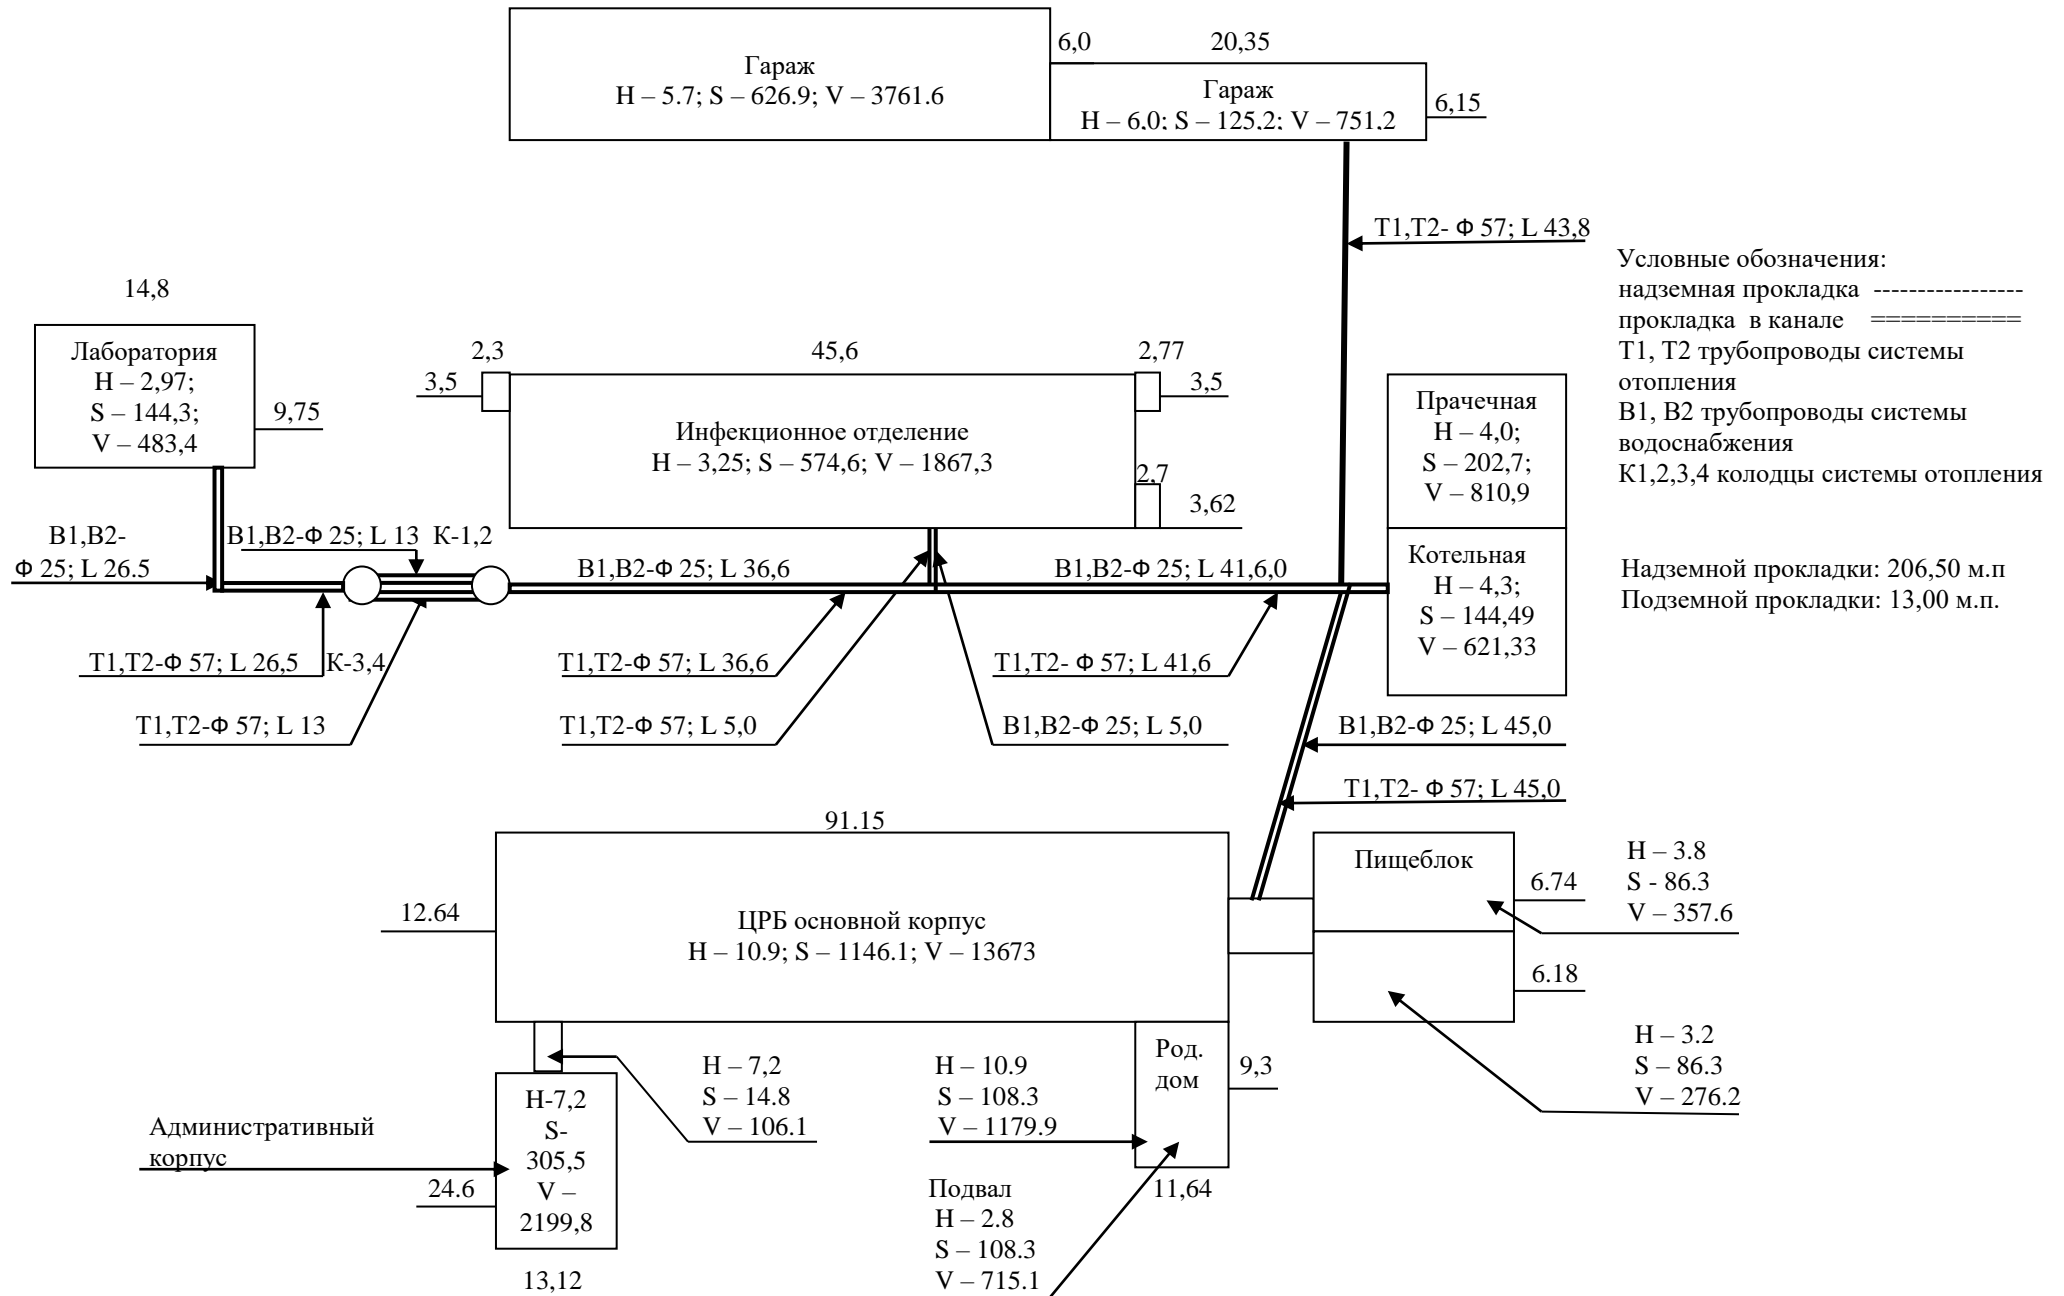 6,0
20,35
Гараж
H – 5.7; S – 626.9; V – 3761.6
Гараж
H – 6,0; S – 125,2; V – 751,2
6,15
Т1,Т2- Ф 57; L 43,8
Условные обозначения:
надземная прокладка -----------------
прокладка в канале ==========
Т1, Т2 трубопроводы системы
отопления
В1, В2 трубопроводы системы
водоснабжения
К1,2,3,4 колодцы системы отопления
14,8
Лаборатория
H – 2,97;
S – 144,3;
V – 483,4
9,75
2,3
45,6
2,77
3,5
3,5
Инфекционное отделение
H – 3,25; S – 574,6; V – 1867,3
2,7
3,62
Прачечная
H – 4,0;
S – 202,7;
V – 810,9
Котельная
H – 4,3;
S – 144,49
V – 621,33
Надземной прокладки: 206,50 м.п
Подземной прокладки: 13,00 м.п.
В1,В2-
Ф 25; L 26.5
В1,В2-Ф 25; L 13
К-1,2
В1,В2-Ф 25; L 36,6
В1,В2-Ф 25; L 41,6,0
Т1,Т2-Ф 57; L 26,5
К-3,4
Т1,Т2-Ф 57; L 36,6
Т1,Т2- Ф 57; L 41,6
Т1,Т2-Ф 57; L 13
Т1,Т2-Ф 57; L 5,0
В1,В2-Ф 25; L 5,0
В1,В2-Ф 25; L 45,0
Т1,Т2- Ф 57; L 45,0
91.15
12.64
ЦРБ основной корпус
H – 10.9; S – 1146.1; V – 13673
Пищеблок
6.74
H – 3.8
S - 86.3
V – 357.6
6.18
H – 3.2
S – 86.3
V – 276.2
H – 7,2
S – 14.8
V – 106.1
H – 10.9
S – 108.3
V – 1179.9
Род.
дом
9,3
Административный
корпус
H-7,2
S-
305,5
V –
2199,8
24.6
13,12
Подвал
H – 2.8
S – 108.3
V – 715.1
11,64